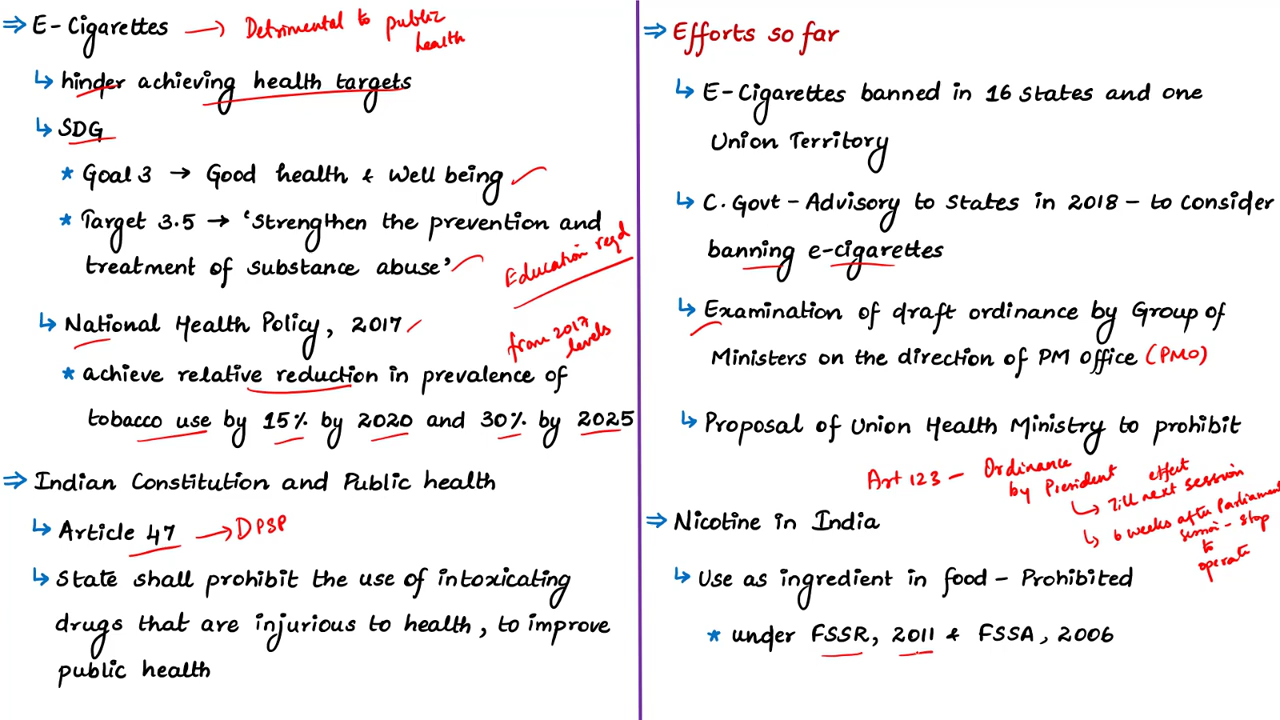 ⇒ E-Cigarettes → Detrimental to public
health
↳ hinder achieving health targets
↳ SDG
* Goal 3 → Good health & Well being
* Target 3.5 → 'Strengthen the prevention and
treatment of substance abuse'
Education reqd
↳ National Health Policy, 2017
from 2017
levels
* achieve relative reduction in prevalence of
tobacco use by 15% by 2020 and 30% by 2025
⇒ Indian Constitution and Public health
↳ Article 47 → DPSP
↳ State shall prohibit the use of intoxicating
drugs that are injurious to health, to improve
public health
⇒ Efforts so far
↳ E-Cigarettes banned in 16 States and one
Union Territory
↳ C. Govt - Advisory to States in 2018 - to consider
banning e-cigarettes
↳ Examination of draft ordinance by Group of
Ministers on the direction of PM Office (PMO)
↳ Proposal of Union Health Ministry to prohibit
Art 123 - Ordinance
by President
effect
↳ Till next session
↳ 6 weeks after Parliament
- stop
to
operate
⇒ Nicotine in India
↳ Use as ingredient in food - Prohibited
* under FSSR, 2011 & FSSA, 2006